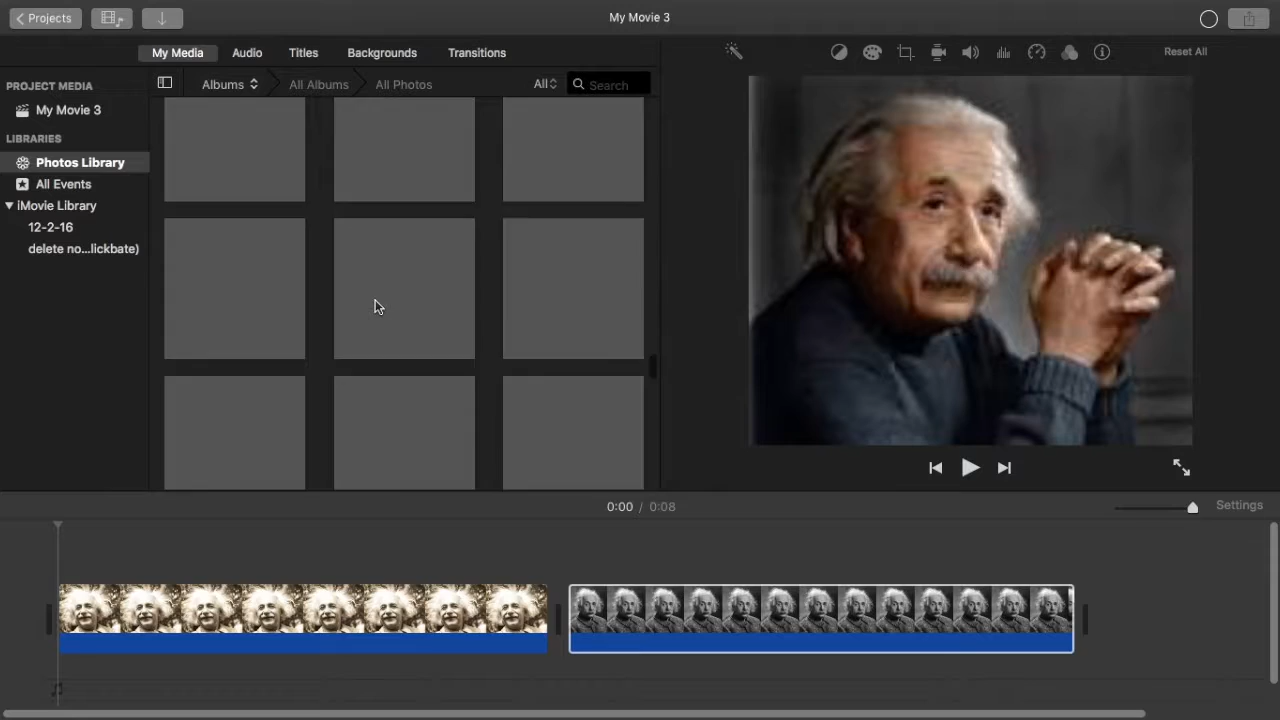 Projects
My Movie 3
My Media
Audio
Titles
Backgrounds
Transitions
Reset All
PROJECT MEDIA
My Movie 3
LIBRARIES
Photos Library
All Events
iMovie Library
12-2-16
delete no...lickbate)
Albums
All Albums
All Photos
All
Search
0:00 / 0:08
Settings